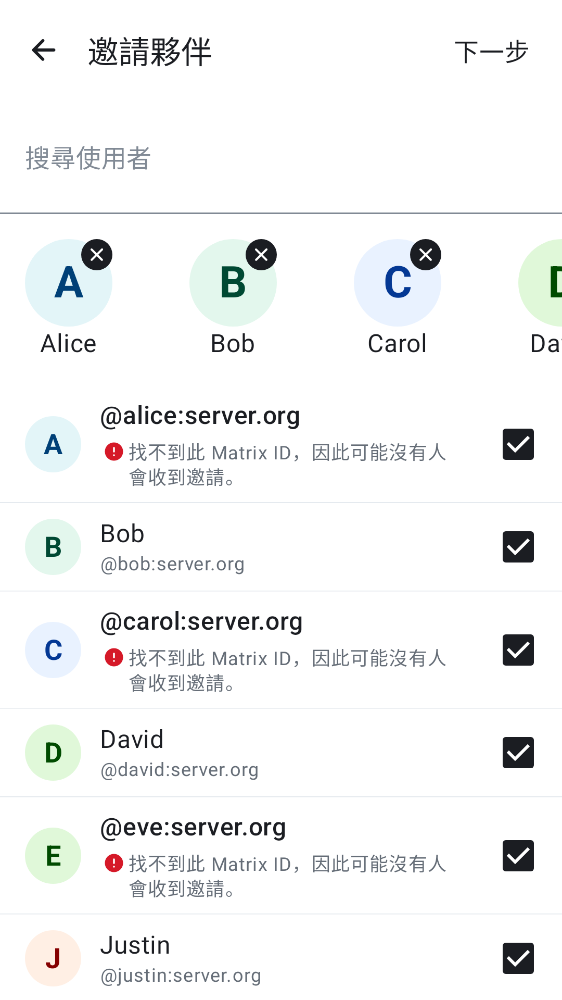 邀請夥伴
下一步
搜尋使用者
A
B
C
D
Alice
Bob
Carol
Da
A
@alice:server.org
找不到此 Matrix ID，因此可能沒有人
會收到邀請。
B
Bob
@bob:server.org
C
@carol:server.org
找不到此 Matrix ID，因此可能沒有人
會收到邀請。
D
David
@david:server.org
E
@eve:server.org
找不到此 Matrix ID，因此可能沒有人
會收到邀請。
J
Justin
@justin:server.org